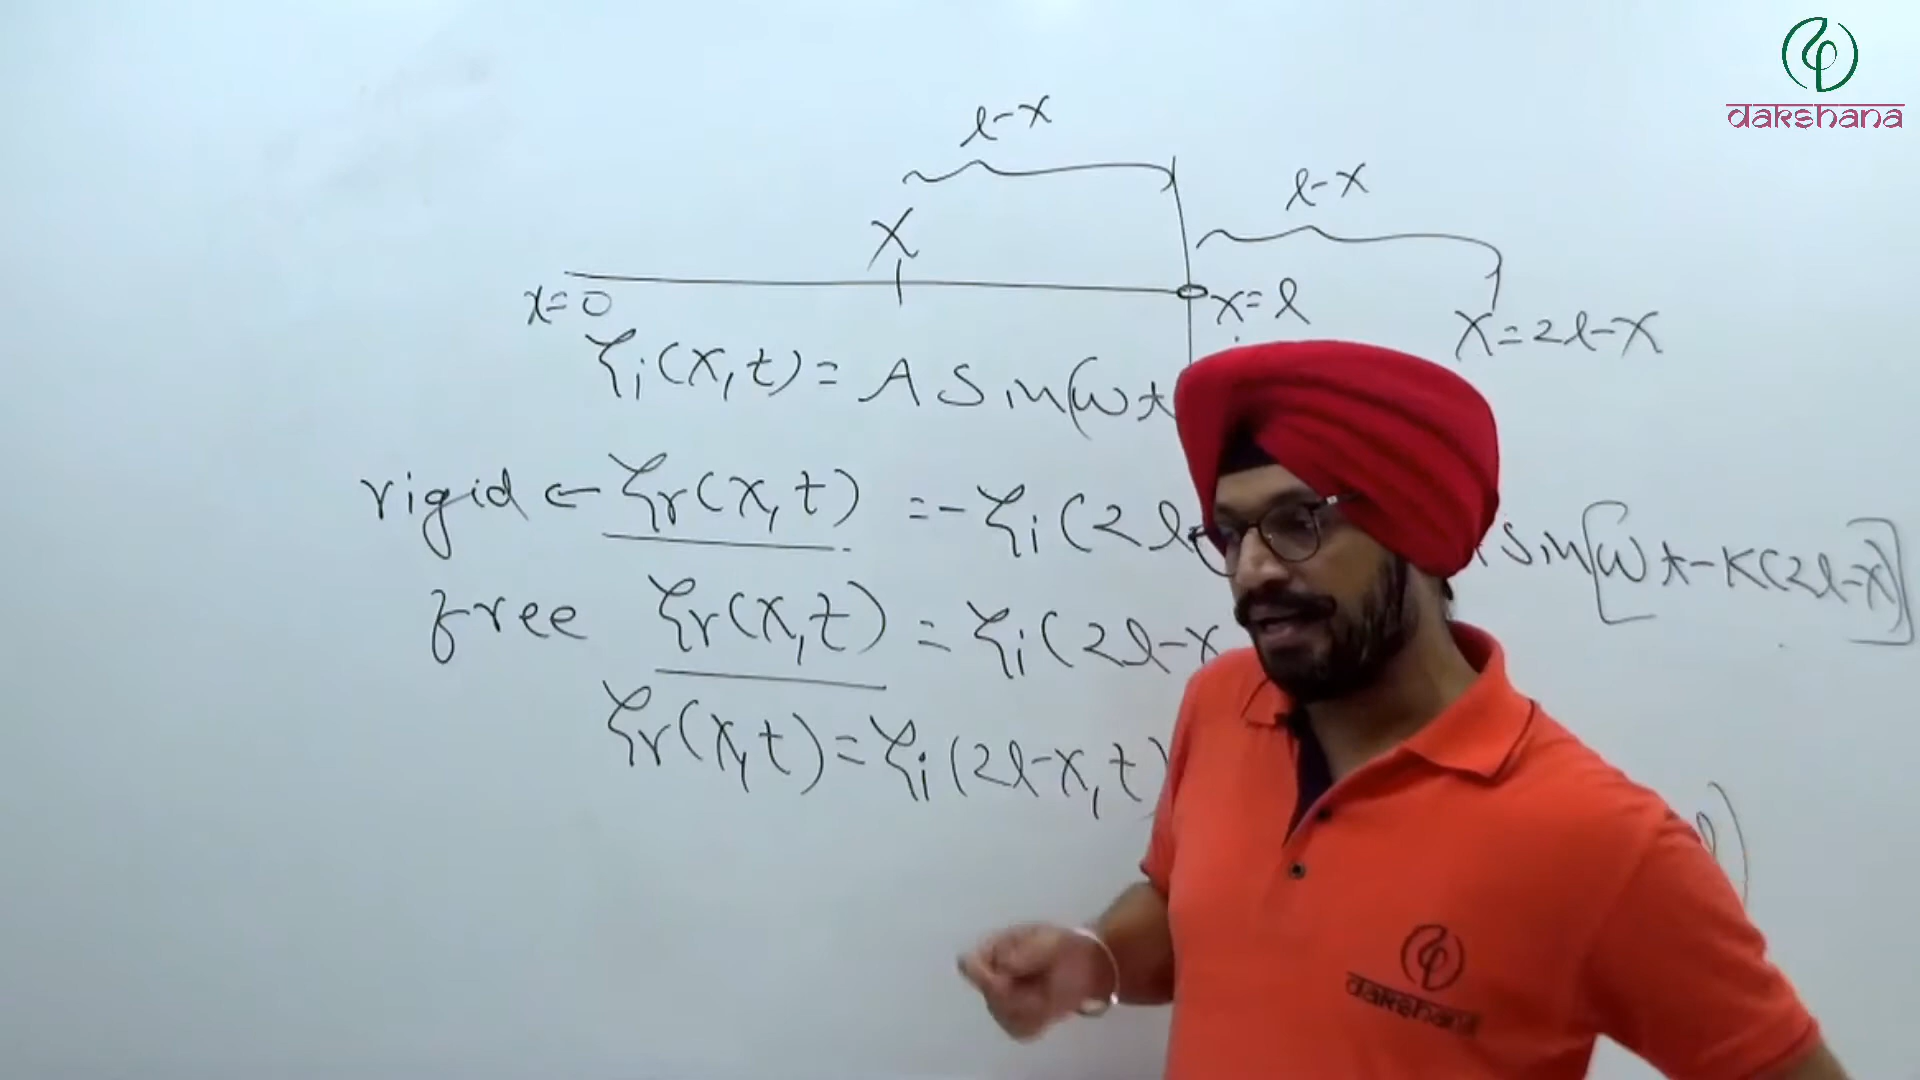 dakshana
l-x
l-x
x
x=0
x=l
x=2l-x
ξi(x,t)= A Sin(ωt
rigid ← ξr(x,t) =-ξi(2l Sin[ωt-K(2l-x)]
free ξr(x,t) = ξi(2l-x
ξr(x,t)=ξi(2l-x,t)
dakshana